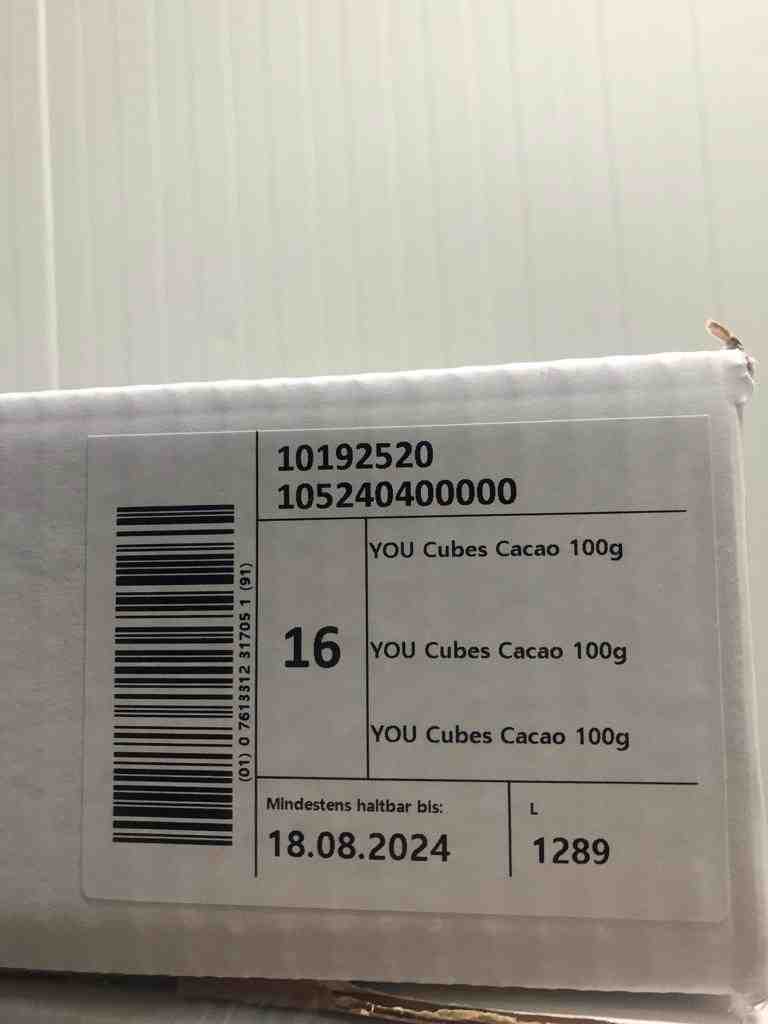 10192520
105240400000
(01) 0 7613312 31705 1 (91)
16
YOU Cubes Cacao 100g
YOU Cubes Cacao 100g
YOU Cubes Cacao 100g
Mindestens haltbar bis:
18.08.2024
L
1289